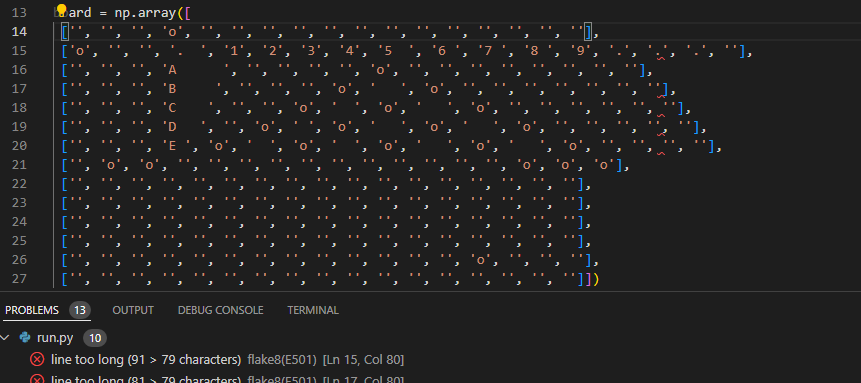 13 board = np.array([
14 ['', '', '', 'o', '', '', '', '', '', '', '', '', '', '', '', '', ''],
15 ['o', '', '', '. ', '1', '2', '3', '4', '5 ', '6 ', '7 ', '8 ', '9', '.', '.', '.', ''],
16 ['', '', '', 'A      ', '', '', '', '', 'o', '', '', '', '', '', '', ''],
17 ['', '', '', 'B     ', '', '', '', 'o', '   ', 'o', '', '', '', '', '', ''],
18 ['', '', '', 'C    ', '', '', 'o', '  ', 'o', '   ', 'o', '', '', '', '', '', ''],
19 ['', '', '', 'D   ', '', 'o', ' ', 'o', '   ', 'o', '  ', 'o', '', '', '', '', ''],
20 ['', '', '', 'E ', 'o', '  ', 'o', '  ', 'o', '   ', 'o', '   ', 'o', '', '', '', ''],
21 ['', 'o', 'o', '', '', '', '', '', '', '', '', '', '', 'o', 'o', 'o'],
22 ['', '', '', '', '', '', '', '', '', '', '', '', '', '', '', '', ''],
23 ['', '', '', '', '', '', '', '', '', '', '', '', '', '', '', '', ''],
24 ['', '', '', '', '', '', '', '', '', '', '', '', '', '', '', '', ''],
25 ['', '', '', '', '', '', '', '', '', '', '', '', '', '', '', '', ''],
26 ['', '', '', '', '', '', '', '', '', '', '', '', '', 'o', '', '', ''],
27 ['', '', '', '', '', '', '', '', '', '', '', '', '', '', '', '', '']])
PROBLEMS 13 OUTPUT DEBUG CONSOLE TERMINAL
run.py 10
line too long (91 > 79 characters) flake8(E501) [Ln 15, Col 80]
line too long (81 > 79 characters) flake8(E501) [Ln 17, Col 80]